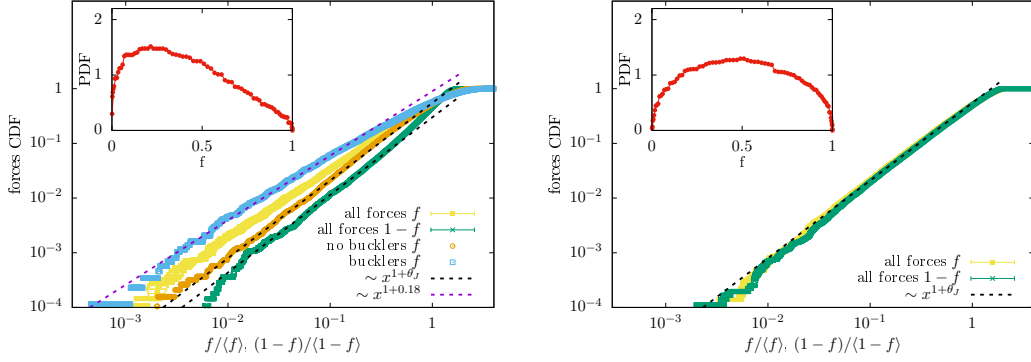 2
1
0
PDF
0
0.5
1
f
1
10⁻¹
10⁻²
10⁻³
10⁻⁴
forces CDF
all forces f
all forces 1 − f
no bucklers f
bucklers f
∼ x^{1+θ_J}
∼ x^{1+0.18}
10⁻³
10⁻²
10⁻¹
1
f/⟨f⟩, (1 − f)/⟨1 − f⟩
2
1
0
PDF
0
0.5
1
f
1
10⁻¹
10⁻²
10⁻³
10⁻⁴
forces CDF
all forces f
all forces 1 − f
∼ x^{1+θ_J}
10⁻³
10⁻²
10⁻¹
1
f/⟨f⟩, (1 − f)/⟨1 − f⟩